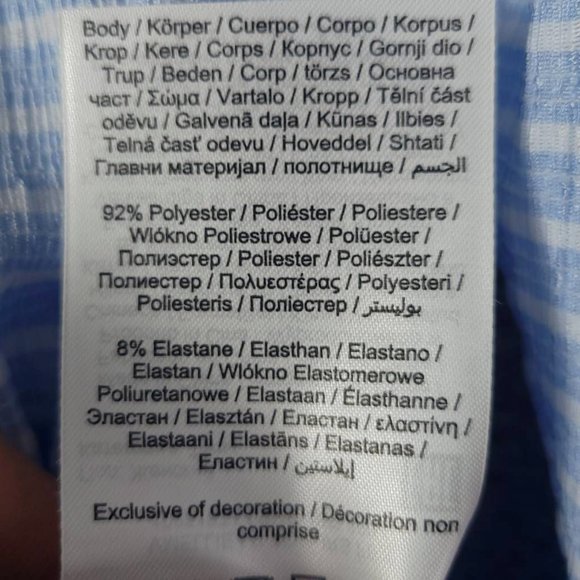 Body / Körper / Cuerpo / Corpo / Korpus /
Krop / Kere / Corps / Корпус / Gornji dio /
Trup / Beden / Corp / törzs / Основна
част / Σώμα / Vartalo / Kropp / Tělní část
oděvu / Galvenā daļa / Kūnas / Ilbies /
Telná časť odevu / Hoveddel / Shtati /
Главни материјал / полотнище / الجسم
92% Polyester / Poliéster / Poliestere /
Wlókno Poliestrowe / Polüester /
Полиэстер / Poliester / Poliészter /
Полиестер / Πολυεστέρας / Polyesteri /
Poliesteris / Поліестер / بوليستر
8% Elastane / Elasthan / Elastano /
Elastan / Wlókno Elastomerowe
Poliuretanowe / Elastaan / Élasthanne /
Эластан / Elasztán / Еластан / ελαστίνη /
Elastaani / Elastāns / Elastanas /
Еластин / إيلاستين
Exclusive of decoration / Décoration non
comprise